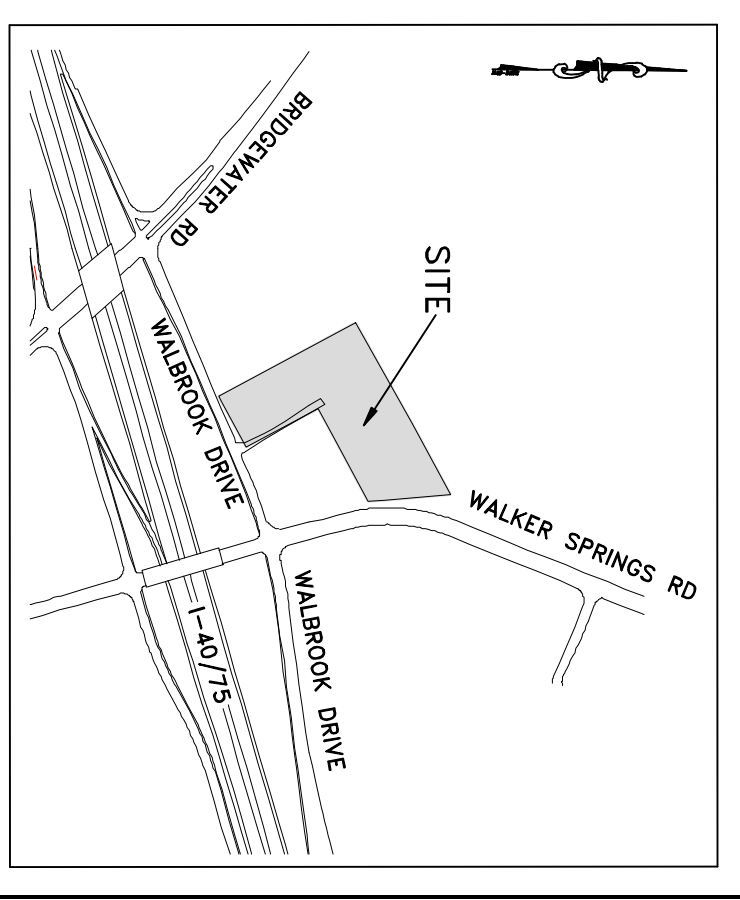 BRIDGEWATER RD
SITE
WALBROOK DRIVE
WALKER SPRINGS RD
WALBROOK DRIVE
I-40/75